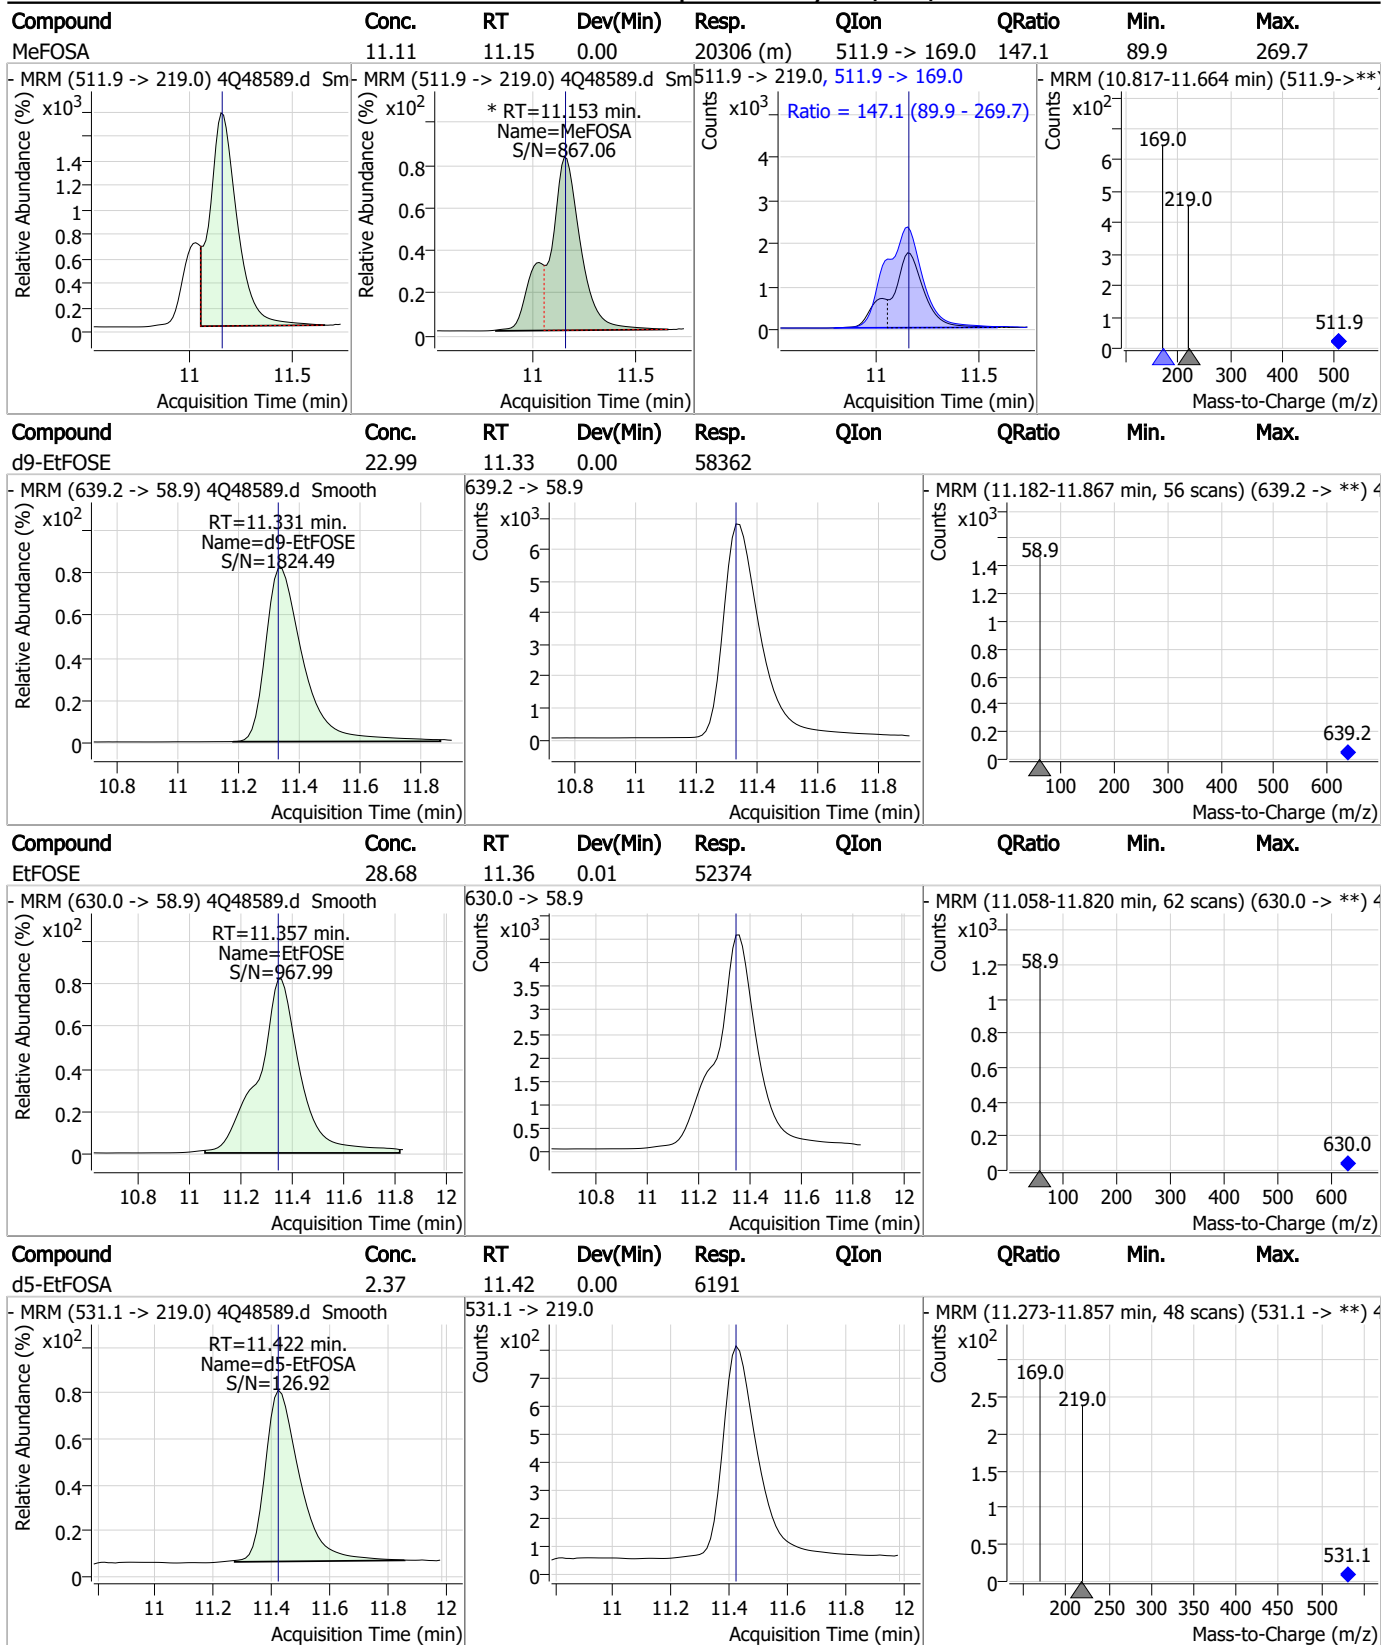 Compound Conc. RT Dev(Min) Resp. QIon QRatio Min. Max.
MeFOSA 11.11 11.15 0.00 20306 (m) 511.9 -> 169.0 147.1 89.9 269.7
- MRM (511.9 -> 219.0) 4Q48589.d Sm
Relative Abundance (%)
x10³
1.4
1.2
1
0.8
0.6
0.4
0.2
0
11 11.5
Acquisition Time (min)
- MRM (511.9 -> 219.0) 4Q48589.d Sm
Relative Abundance (%)
x10²
* RT=11.153 min.
Name=MeFOSA
S/N=867.06
0.8
0.6
0.4
0.2
0
11 11.5
Acquisition Time (min)
511.9 -> 219.0, 511.9 -> 169.0
Counts
x10³
Ratio = 147.1 (89.9 - 269.7)
4
3
2
1
0
11 11.5
Acquisition Time (min)
- MRM (10.817-11.664 min) (511.9->**)
Counts
x10²
169.0
219.0
511.9
6
5
4
3
2
1
0
200 300 400 500
Mass-to-Charge (m/z)
Compound Conc. RT Dev(Min) Resp. QIon QRatio Min. Max.
d9-EtFOSE 22.99 11.33 0.00 58362
- MRM (639.2 -> 58.9) 4Q48589.d Smooth
Relative Abundance (%)
x10²
RT=11.331 min.
Name=d9-EtFOSE
S/N=1824.49
0.8
0.6
0.4
0.2
0
10.8 11 11.2 11.4 11.6 11.8
Acquisition Time (min)
639.2 -> 58.9
Counts
x10³
6
5
4
3
2
1
0
10.8 11 11.2 11.4 11.6 11.8
Acquisition Time (min)
- MRM (11.182-11.867 min, 56 scans) (639.2 -> **) 4
Counts
x10³
58.9
639.2
1.4
1.2
1
0.8
0.6
0.4
0.2
0
100 200 300 400 500 600
Mass-to-Charge (m/z)
Compound Conc. RT Dev(Min) Resp. QIon QRatio Min. Max.
EtFOSE 28.68 11.36 0.01 52374
- MRM (630.0 -> 58.9) 4Q48589.d Smooth
Relative Abundance (%)
x10²
RT=11.357 min.
Name=EtFOSE
S/N=967.99
0.8
0.6
0.4
0.2
0
10.8 11 11.2 11.4 11.6 11.8 12
Acquisition Time (min)
630.0 -> 58.9
Counts
x10³
4
3.5
3
2.5
2
1.5
1
0.5
0
10.8 11 11.2 11.4 11.6 11.8 12
Acquisition Time (min)
- MRM (11.058-11.820 min, 62 scans) (630.0 -> **) 4
Counts
x10³
58.9
630.0
1.2
1
0.8
0.6
0.4
0.2
0
100 200 300 400 500 600
Mass-to-Charge (m/z)
Compound Conc. RT Dev(Min) Resp. QIon QRatio Min. Max.
d5-EtFOSA 2.37 11.42 0.00 6191
- MRM (531.1 -> 219.0) 4Q48589.d Smooth
Relative Abundance (%)
x10²
RT=11.422 min.
Name=d5-EtFOSA
S/N=126.92
0.8
0.6
0.4
0.2
0
11 11.2 11.4 11.6 11.8 12
Acquisition Time (min)
531.1 -> 219.0
Counts
x10²
7
6
5
4
3
2
1
0
11 11.2 11.4 11.6 11.8 12
Acquisition Time (min)
- MRM (11.273-11.857 min, 48 scans) (531.1 -> **) 4
Counts
x10²
169.0
219.0
531.1
2.5
2
1.5
1
0.5
0
200 250 300 350 400 450 500
Mass-to-Charge (m/z)